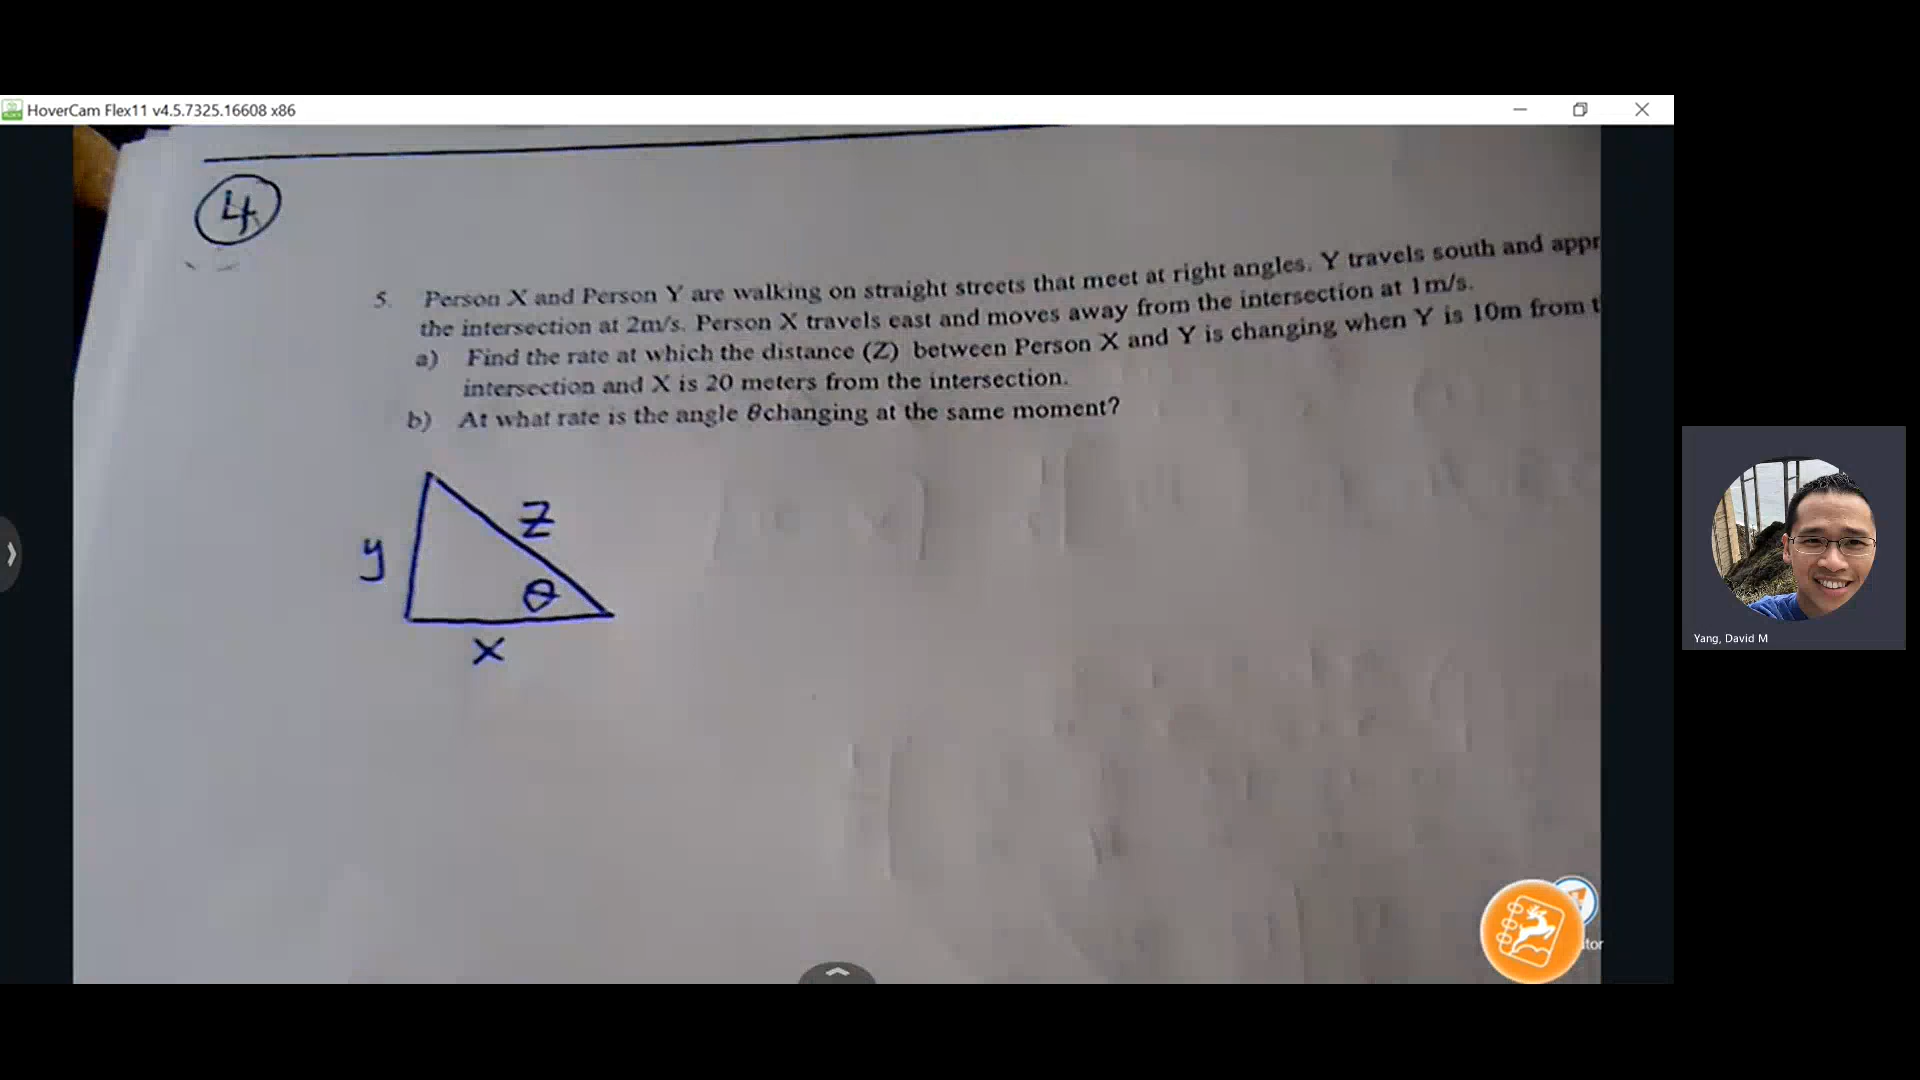 HoverCam Flex11 v4.5.7325.16608 x86
4
5. Person X and Person Y are walking on straight streets that meet at right angles. Y travels south and appr
the intersection at 2m/s. Person X travels east and moves away from the intersection at 1m/s.
a) Find the rate at which the distance (Z) between Person X and Y is changing when Y is 10m from t
intersection and X is 20 meters from the intersection.
b) At what rate is the angle θ changing at the same moment?
z
y
θ
x
Yang, David M
tor